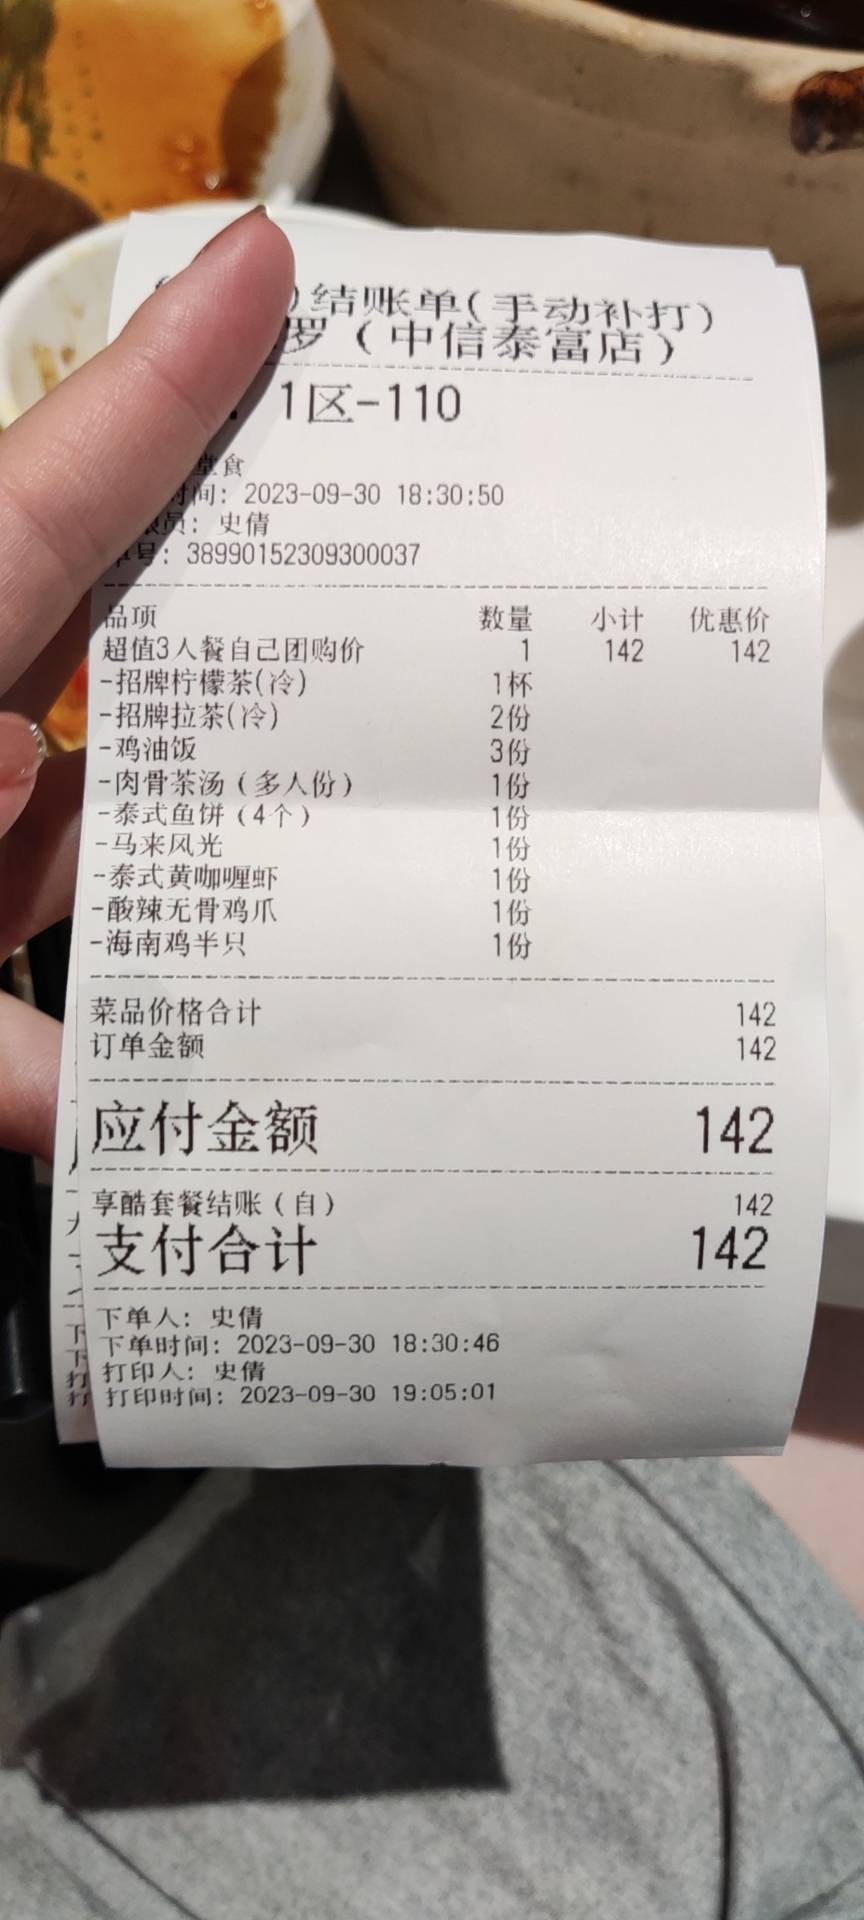 )结账单(手动补打)
罗（中信泰富店）
1区-110
堂食
时间: 2023-09-30 18:30:50
员: 史倩
单号: 38990152309300037
品项 数量 小计 优惠价
超值3人餐自己团购价 1 142 142
-招牌柠檬茶(冷) 1杯
-招牌拉茶(冷) 2份
-鸡油饭 3份
-肉骨茶汤（多人份） 1份
-泰式鱼饼（4个） 1份
-马来风光 1份
-泰式黄咖喱虾 1份
-酸辣无骨鸡爪 1份
-海南鸡半只 1份
菜品价格合计 142
订单金额 142
应付金额 142
享酷套餐结账（自） 142
支付合计 142
下单人: 史倩
下单时间: 2023-09-30 18:30:46
打印人: 史倩
打印时间: 2023-09-30 19:05:01